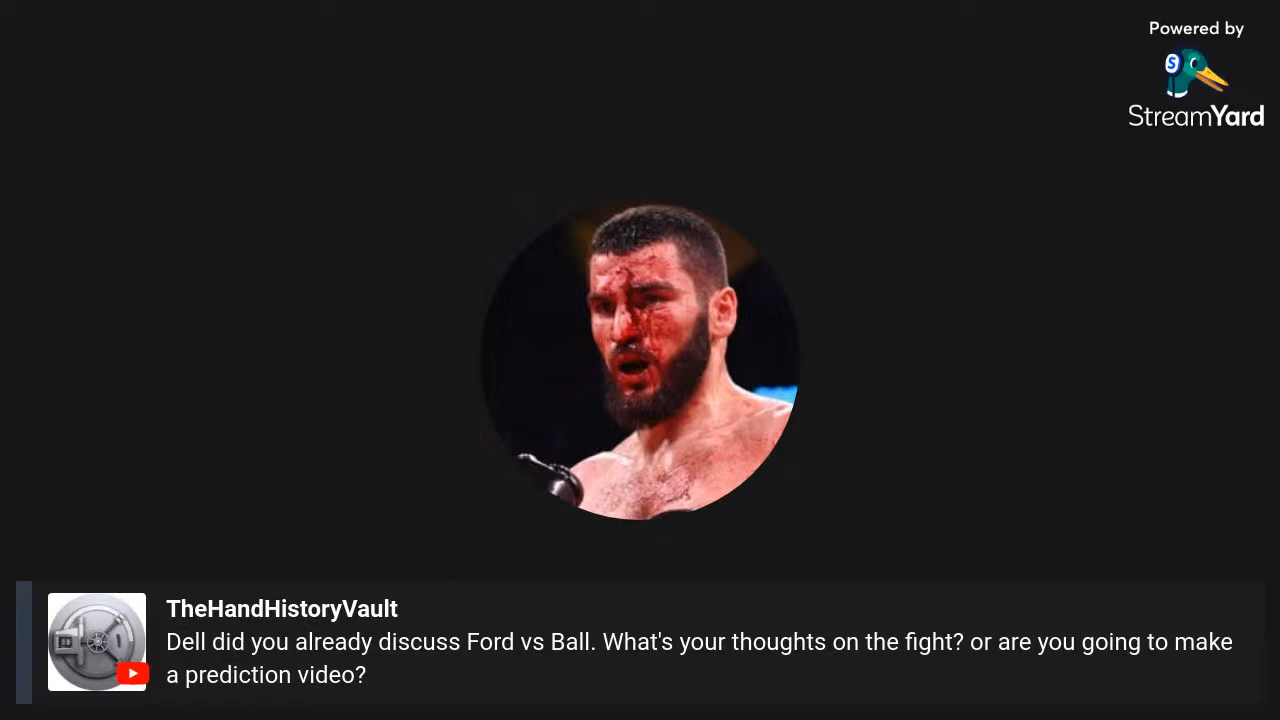 Powered by
S
StreamYard
TheHandHistoryVault
Dell did you already discuss Ford vs Ball. What's your thoughts on the fight? or are you going to make
a prediction video?